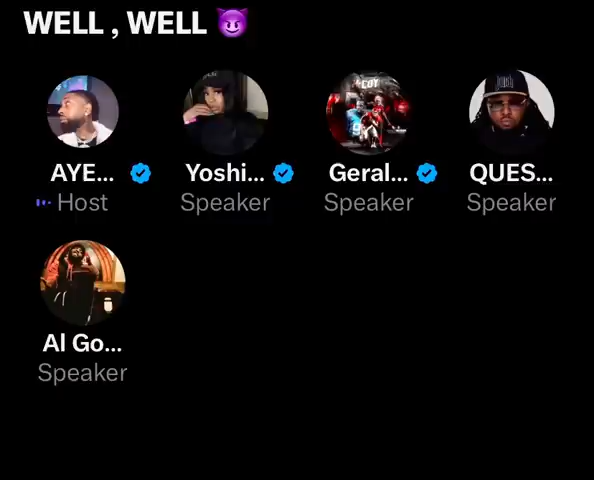 WELL , WELL 😈
AYE... Yoshi... Geral... QUES...
Host Speaker Speaker Speaker
Al Go...
Speaker